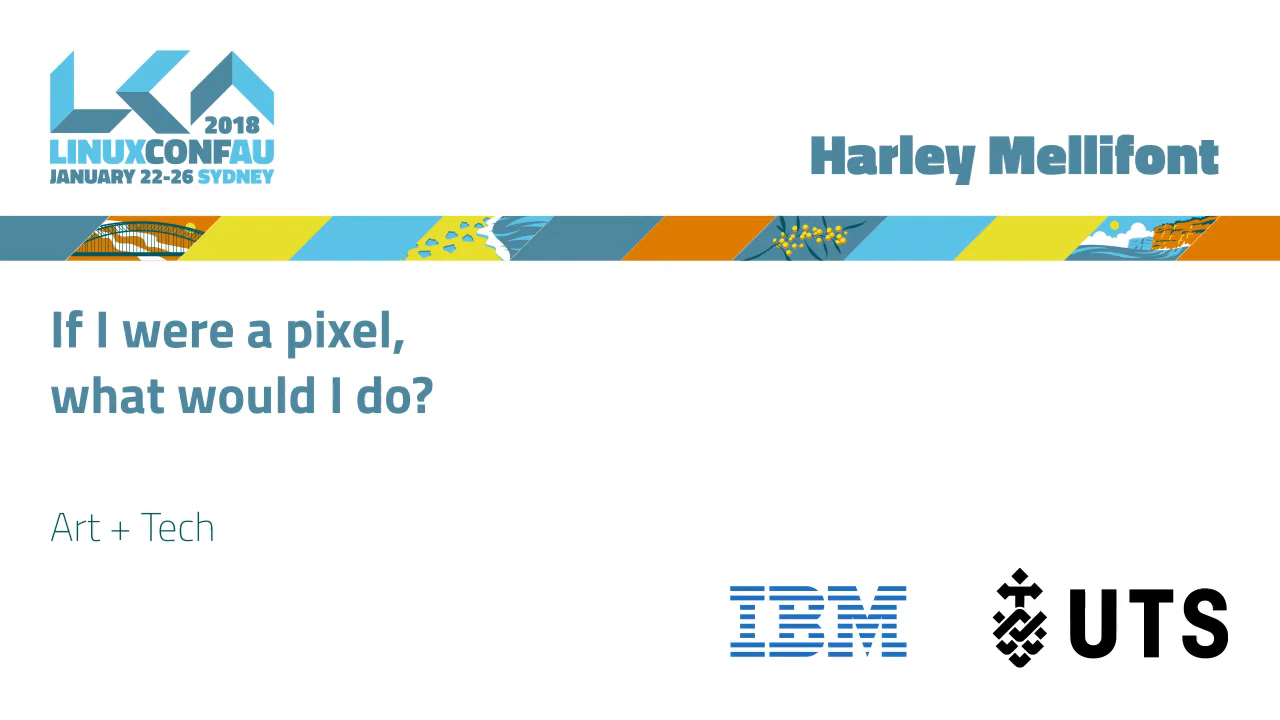 2018
LINUXCONFAU
JANUARY 22-26 SYDNEY
Harley Mellifont
If I were a pixel,
what would I do?
Art + Tech
IBM
UTS